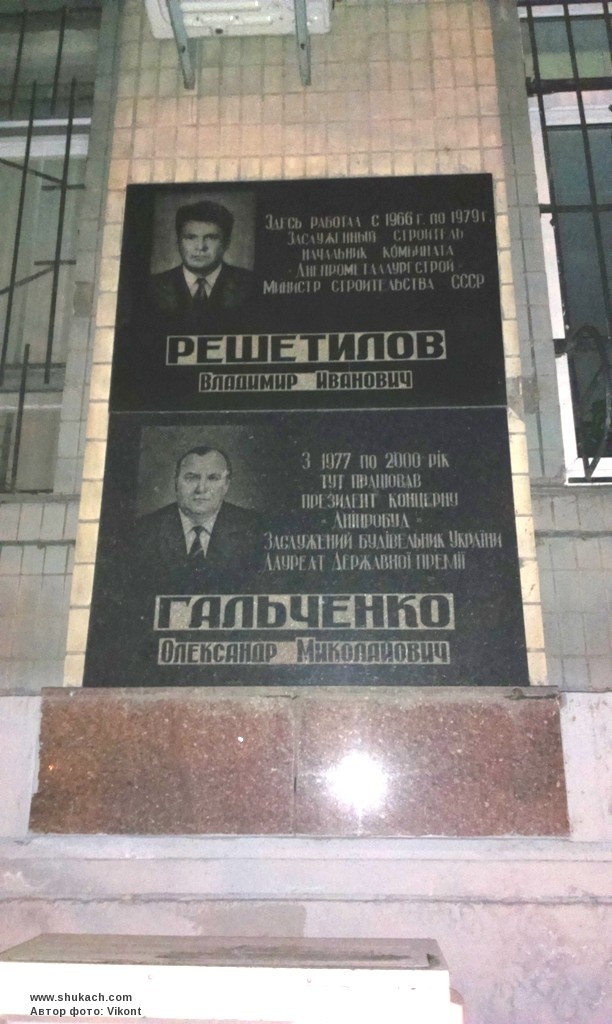 Здесь работал с 1966 г. по 1979 г.
Заслуженный строитель
начальник комбината
"Днепрометаллургстрой"
Министр строительства СССР
РЕШЕТИЛОВ
Владимир Иванович
З 1977 по 2000 рік
тут працював
президент концерну
"Дніпробуд"
Заслужений будівельник України
Лауреат Державної премії
ГАЛЬЧЕНКО
Олександр Миколайович
www.shukach.com
Автор фото: Vikont